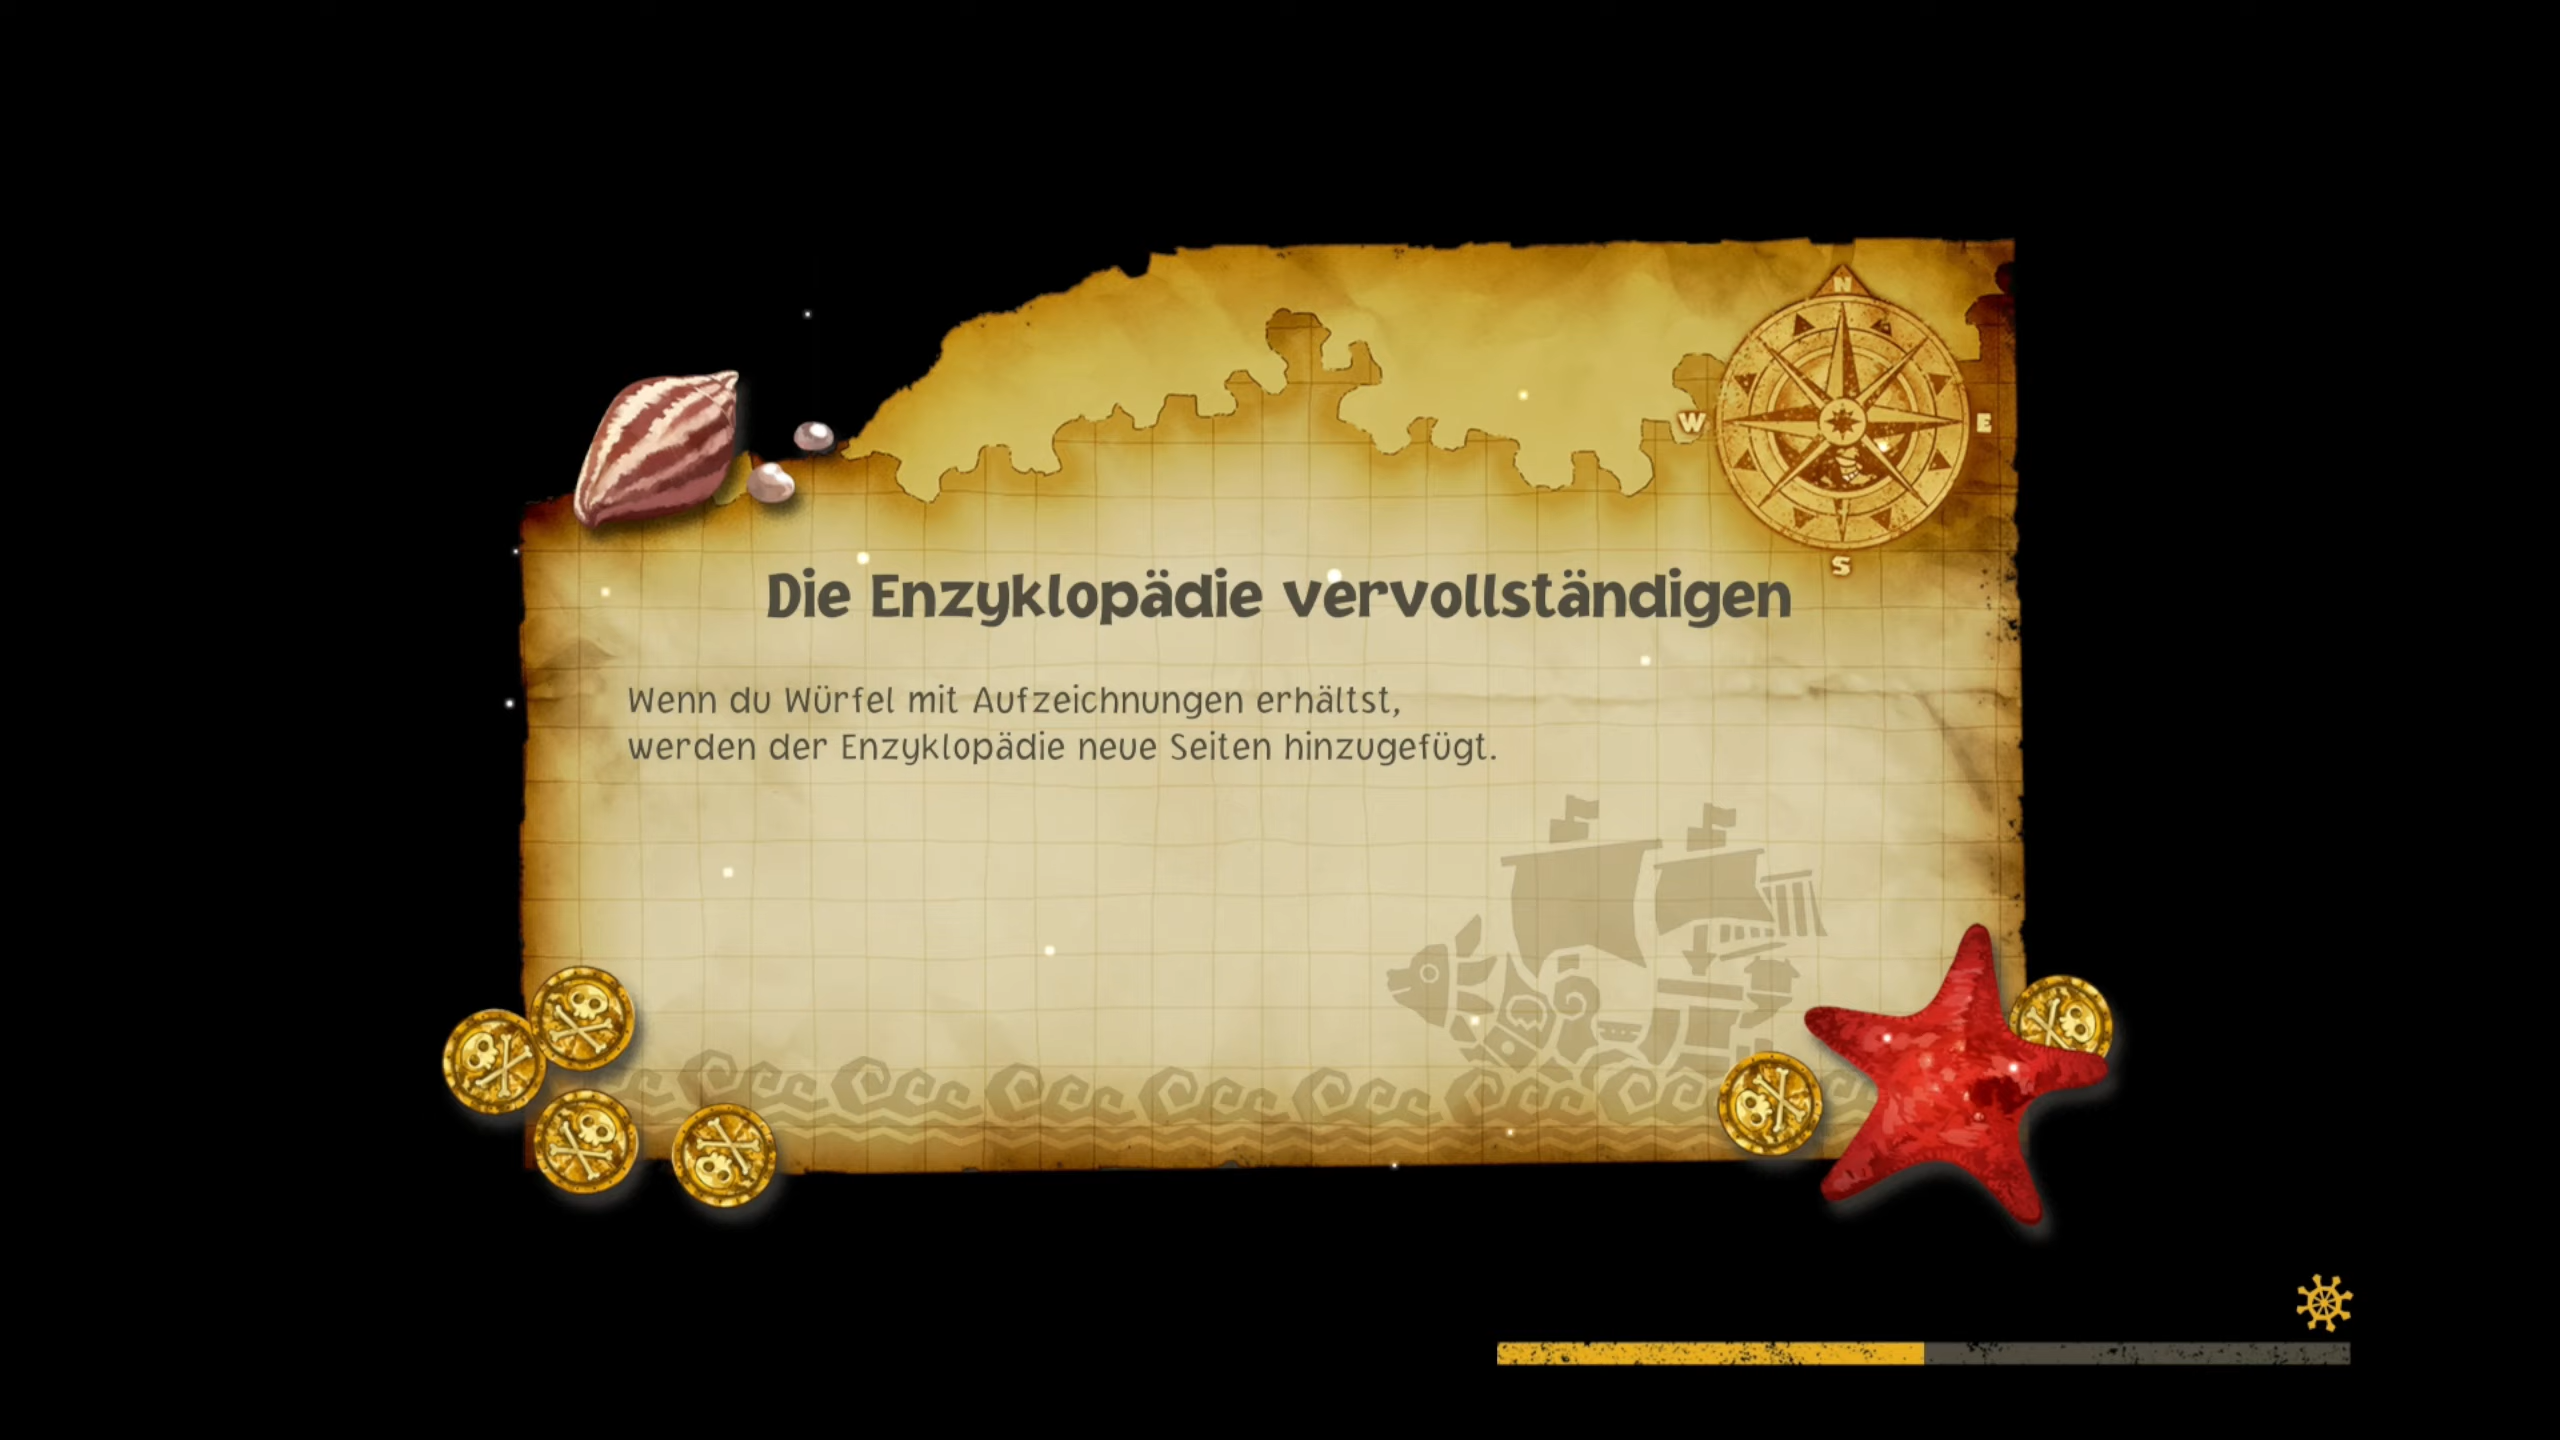 N
W
E
S
Die Enzyklopädie vervollständigen
Wenn du Würfel mit Aufzeichnungen erhältst,
werden der Enzyklopädie neue Seiten hinzugefügt.